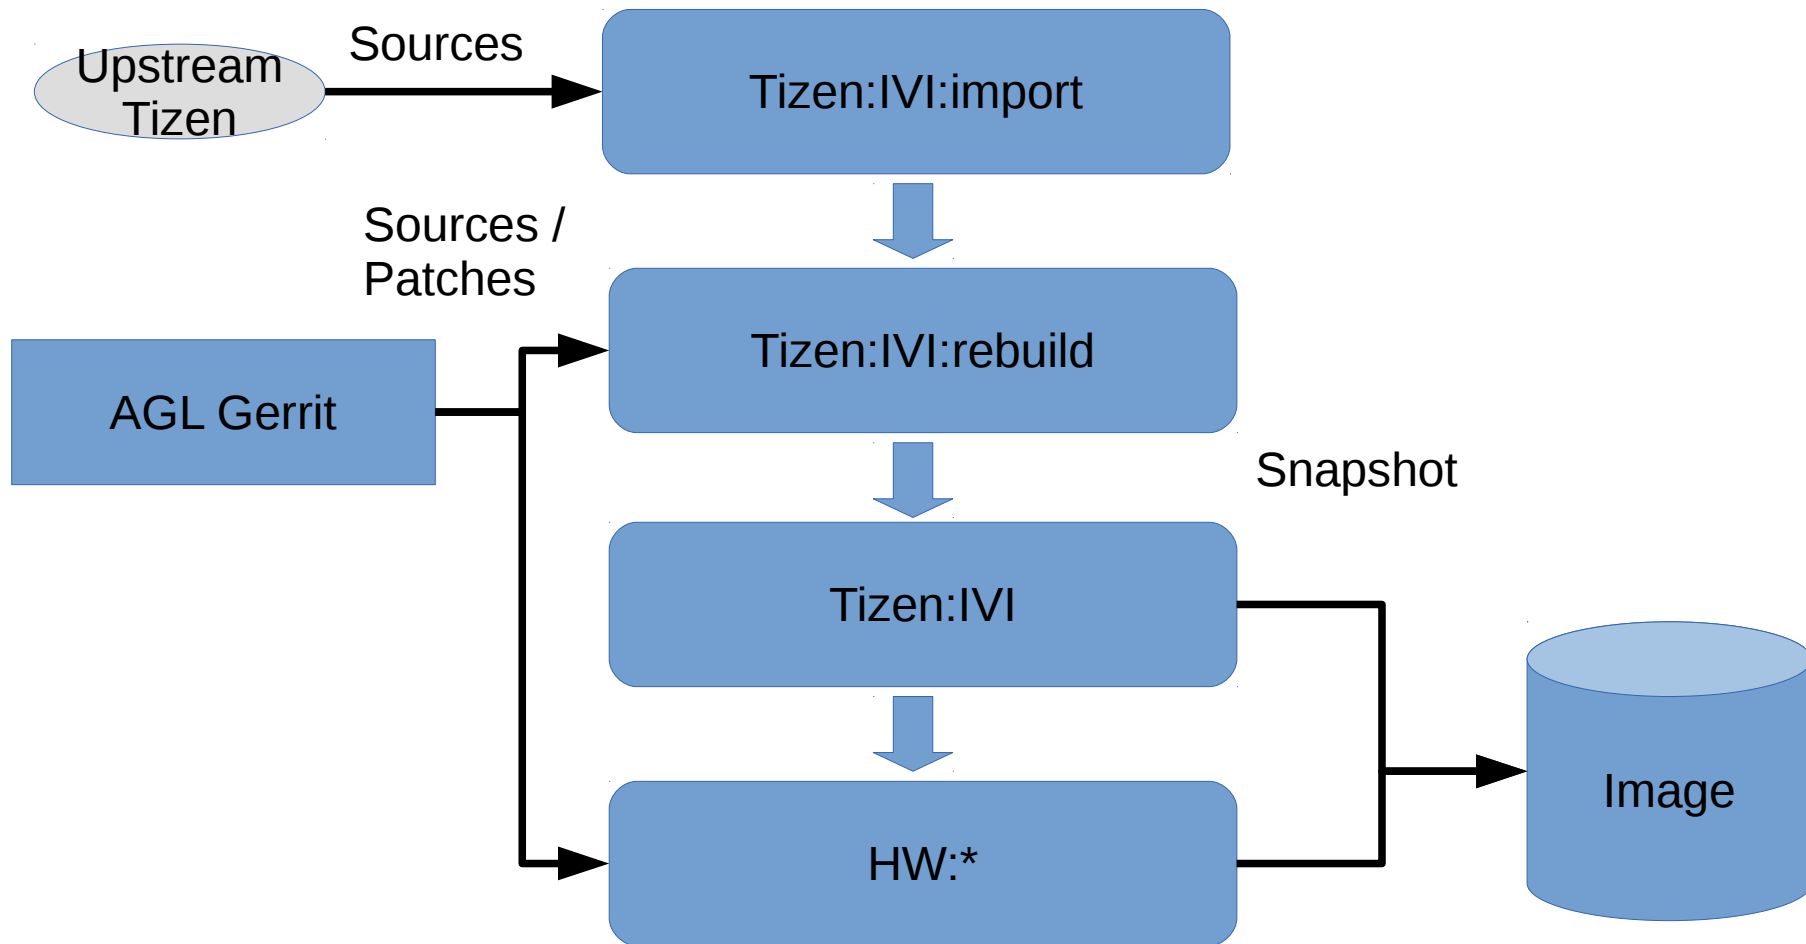 Sources
Upstream
Tizen
Tizen:IVI:import
Sources /
Patches
Tizen:IVI:rebuild
AGL Gerrit
Snapshot
Tizen:IVI
Image
HW:*